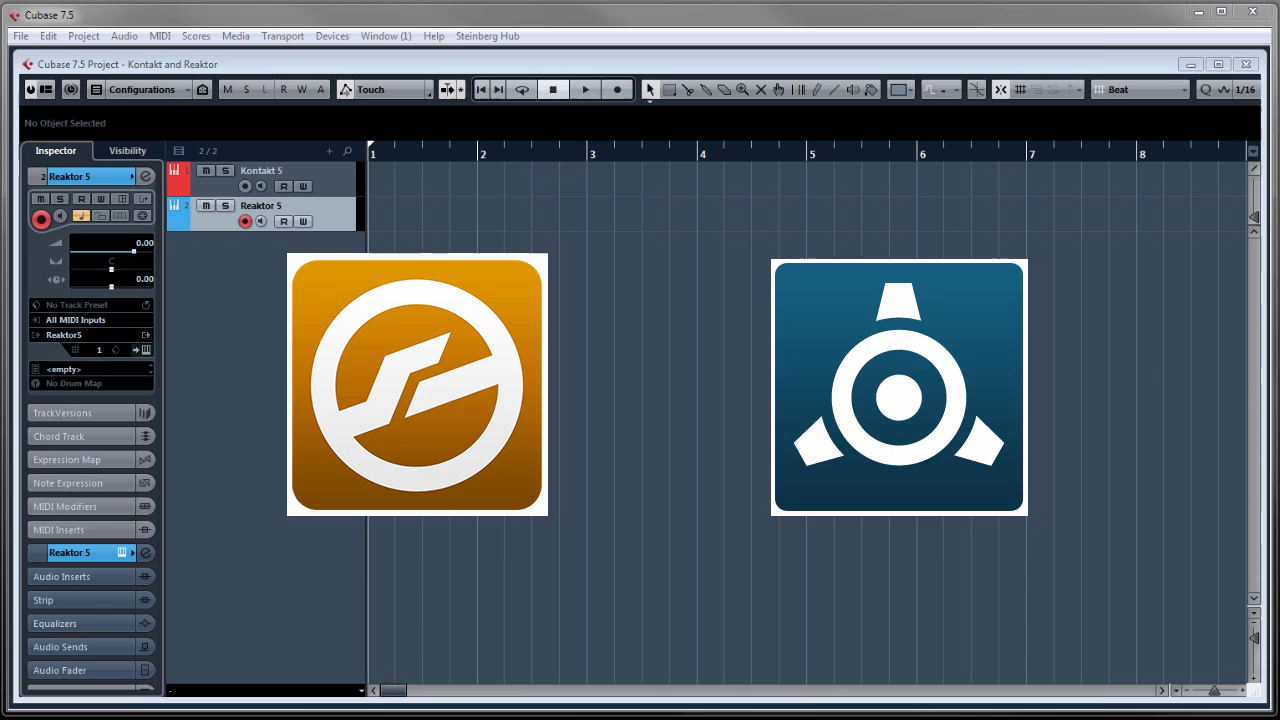 Cubase 7.5
File Edit Project Audio MIDI Scores Media Transport Devices Window (1) Help Steinberg Hub
Cubase 7.5 Project - Kontakt and Reaktor
Configurations M S L R W A Touch Beat Q 1/16
No Object Selected
Inspector Visibility 2 / 2 + 1 2 3 4 5 6 7 8
2 Reaktor 5 e
1 M S Kontakt 5
R W
M S R W
2 M S Reaktor 5
R W
0.00
C
0.00
No Track Preset
All MIDI Inputs
Reaktor5
1
<empty>
No Drum Map
TrackVersions
Chord Track
Expression Map
Note Expression
MIDI Modifiers
MIDI Inserts
Reaktor 5 e
Audio Inserts
Strip
Equalizers
Audio Sends
Audio Fader